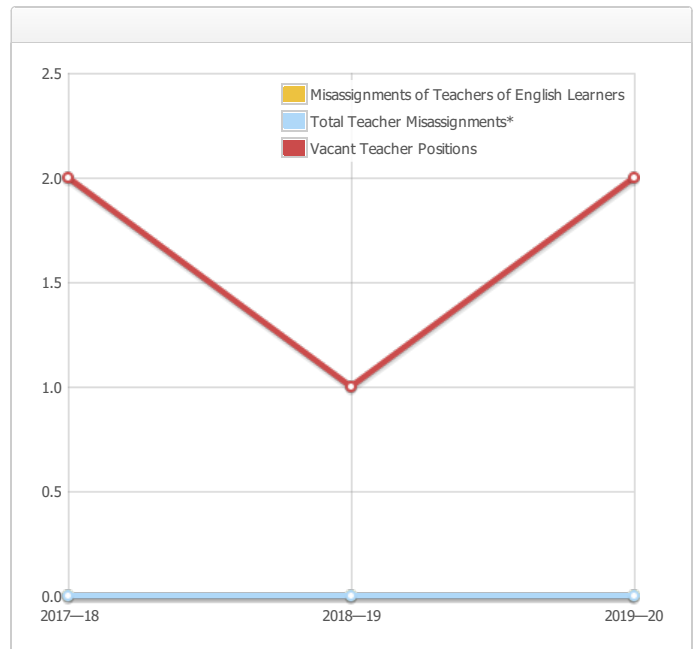 2.5
Misassignments of Teachers of English Learners
Total Teacher Misassignments*
Vacant Teacher Positions
2.0
1.5
1.0
0.5
0.0
2017—18 2018—19 2019—20